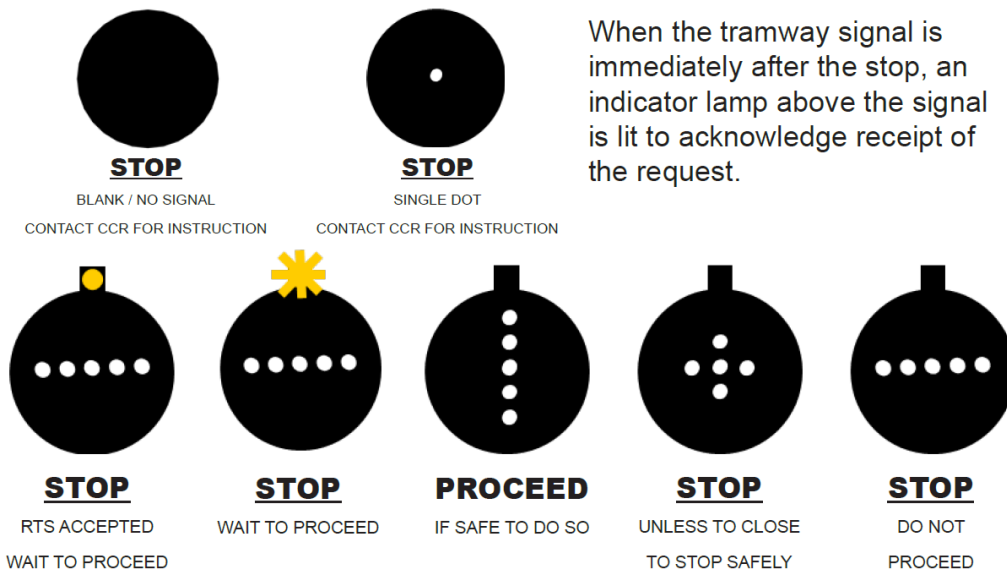 When the tramway signal is
immediately after the stop, an
indicator lamp above the signal
is lit to acknowledge receipt of
the request.
STOP
BLANK / NO SIGNAL
CONTACT CCR FOR INSTRUCTION
STOP
SINGLE DOT
CONTACT CCR FOR INSTRUCTION
STOP
RTS ACCEPTED
WAIT TO PROCEED
STOP
WAIT TO PROCEED
PROCEED
IF SAFE TO DO SO
STOP
UNLESS TO CLOSE
TO STOP SAFELY
STOP
DO NOT
PROCEED